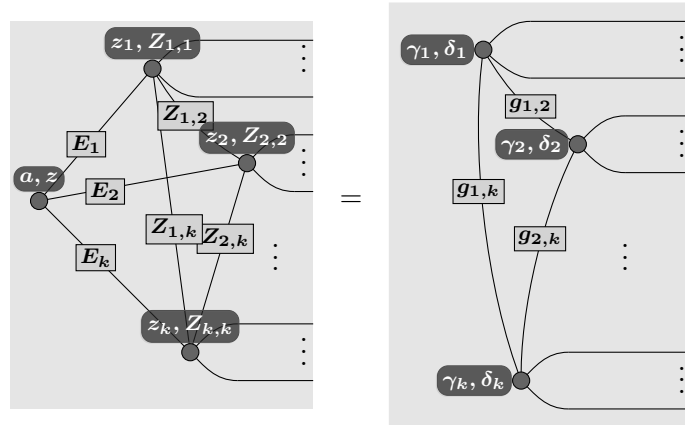 z₁, Z₁,₁
Z₁,₂
z₂, Z₂,₂
E₁
a, z
E₂
Z₁,ₖ
Z₂,ₖ
Eₖ
zₖ, Zₖ,ₖ
=
γ₁, δ₁
g₁,₂
γ₂, δ₂
g₁,ₖ
g₂,ₖ
γₖ, δₖ